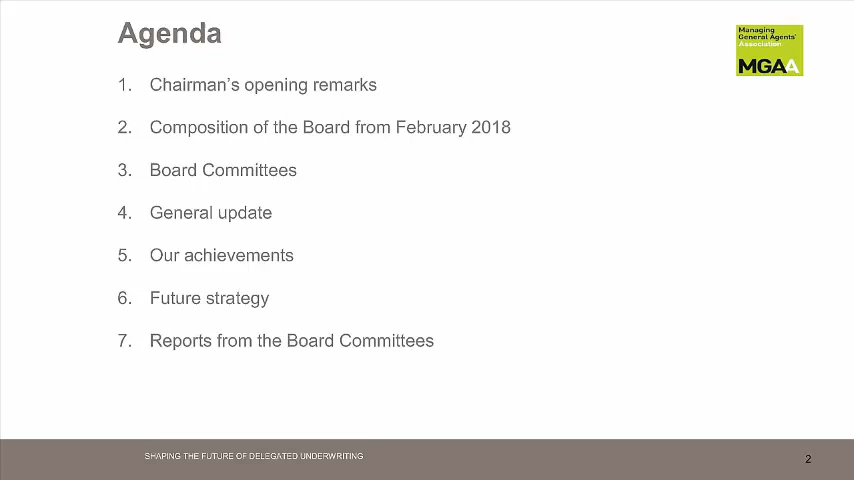 Agenda
Managing
General Agents'
Association
MGAA
1. Chairman's opening remarks
2. Composition of the Board from February 2018
3. Board Committees
4. General update
5. Our achievements
6. Future strategy
7. Reports from the Board Committees
SHAPING THE FUTURE OF DELEGATED UNDERWRITING
2